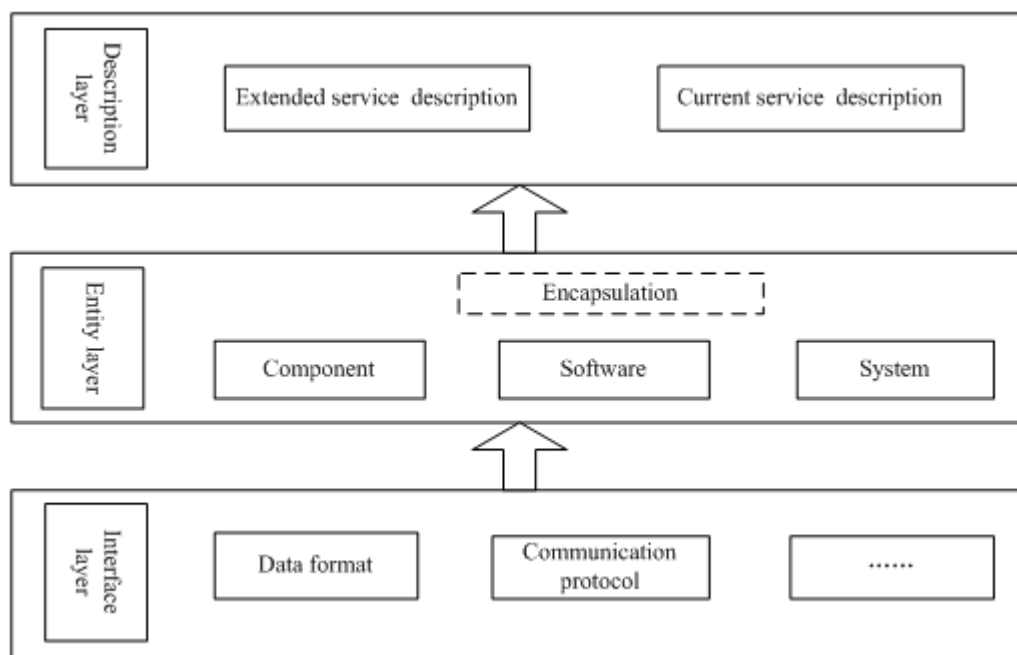 Description
layer
Extended service description
Current service description
Entity layer
Encapsulation
Component
Software
System
Interface
layer
Data format
Communication
protocol
······